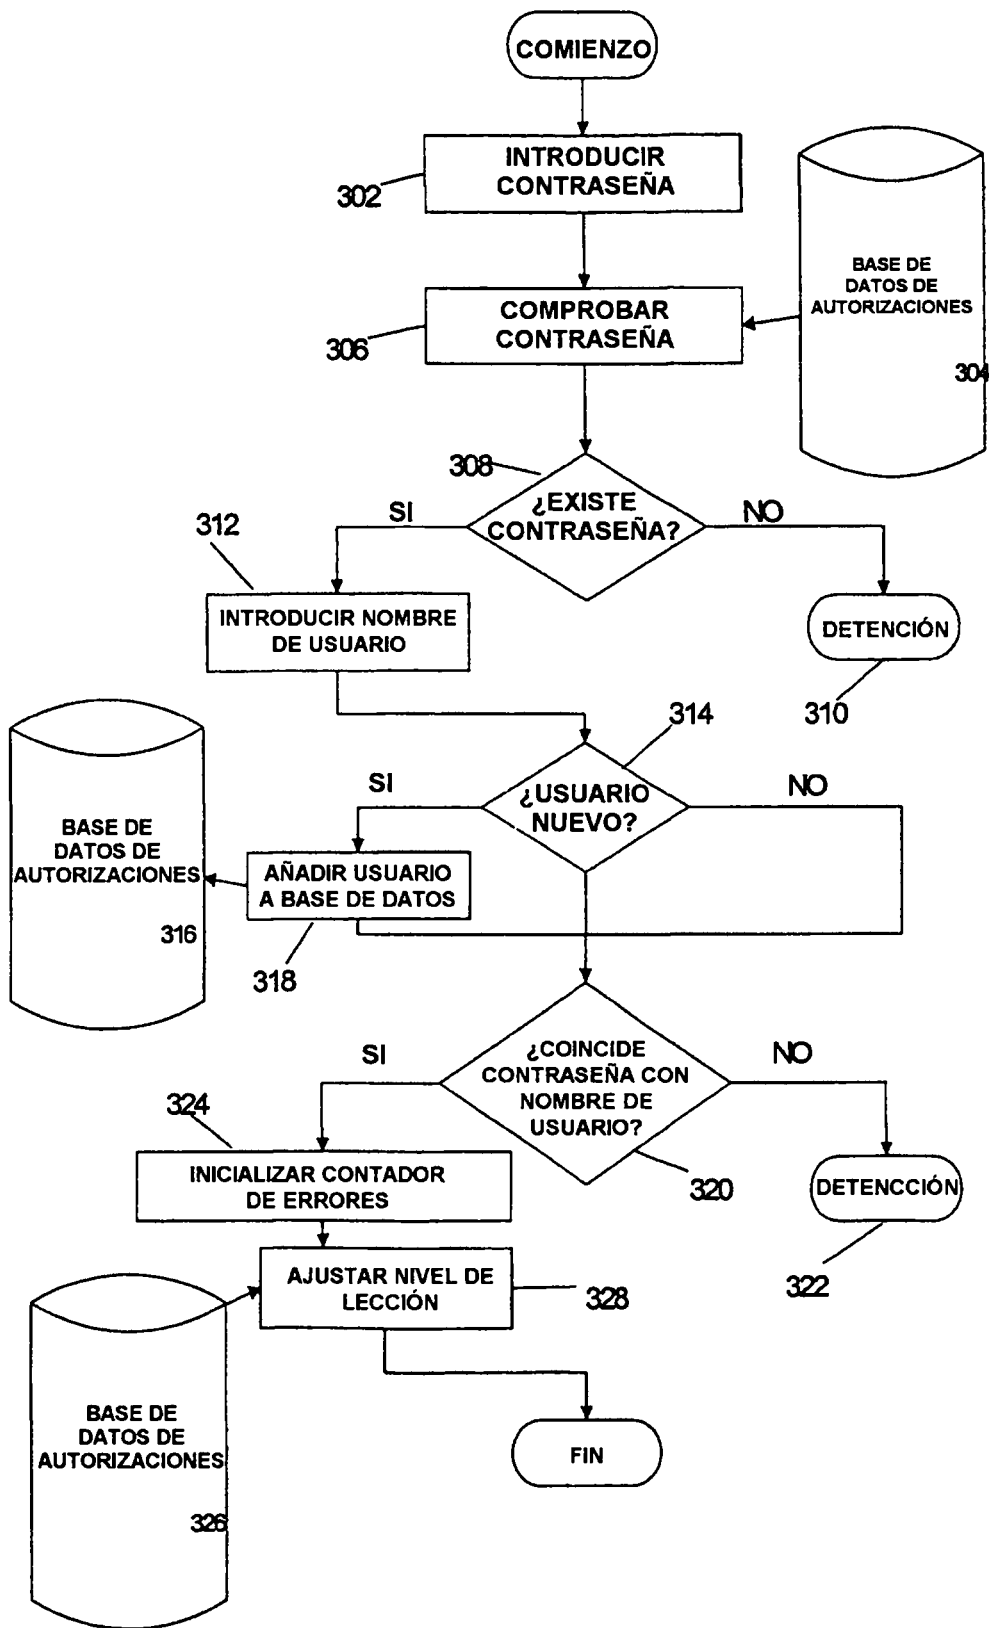 COMIENZO
INTRODUCIR
CONTRASEÑA
302
BASE DE
DATOS DE
AUTORIZACIONES
304
COMPROBAR
CONTRASEÑA
306
308
¿EXISTE
CONTRASEÑA?
SI
NO
312
INTRODUCIR NOMBRE
DE USUARIO
DETENCIÓN
310
314
¿USUARIO
NUEVO?
SI
NO
BASE DE
DATOS DE
AUTORIZACIONES
316
AÑADIR USUARIO
A BASE DE DATOS
318
¿COINCIDE
CONTRASEÑA CON
NOMBRE DE
USUARIO?
SI
NO
320
324
INICIALIZAR CONTADOR
DE ERRORES
DETENCCIÓN
322
AJUSTAR NIVEL DE
LECCIÓN
328
BASE DE
DATOS DE
AUTORIZACIONES
326
FIN